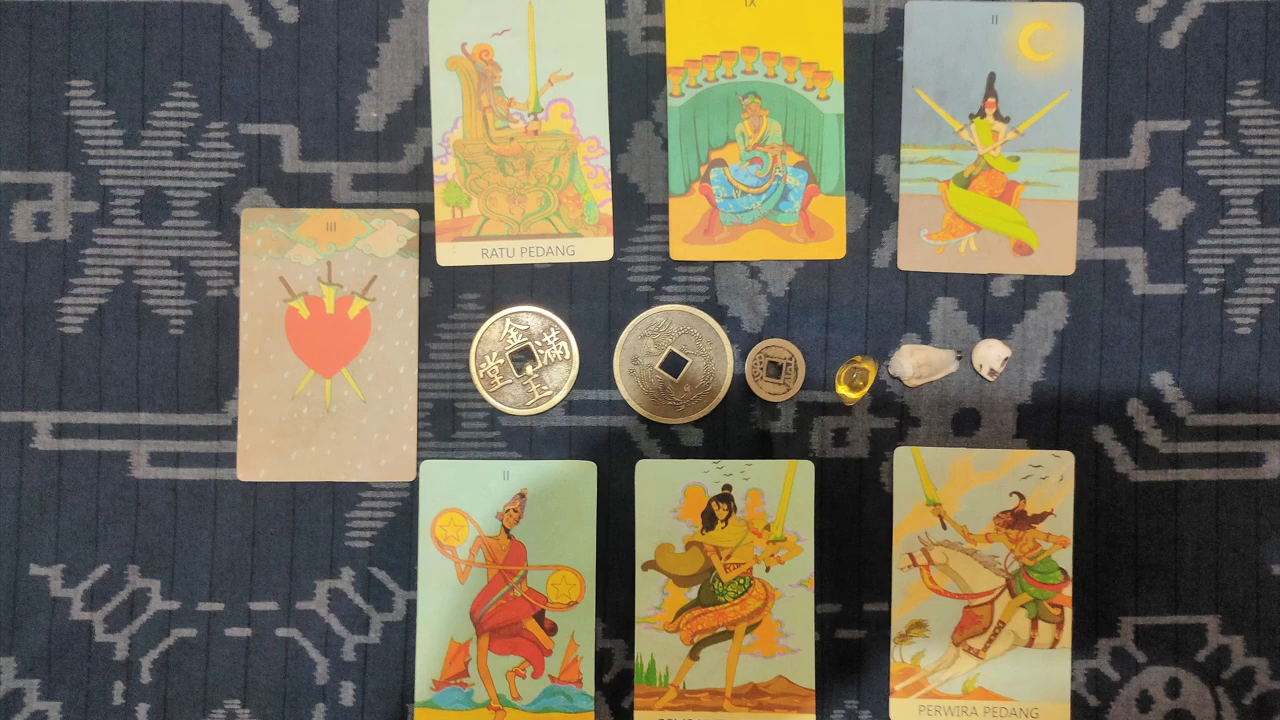 IX
II
RATU PEDANG
III
金玉滿堂
II
PERWIRA PEDANG